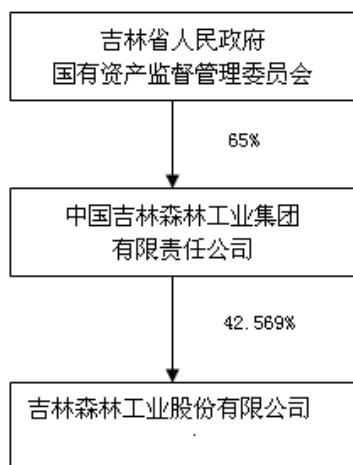 吉林省人民政府
国有资产监督管理委员会
65%
中国吉林森林工业集团
有限责任公司
42.569%
吉林森林工业股份有限公司